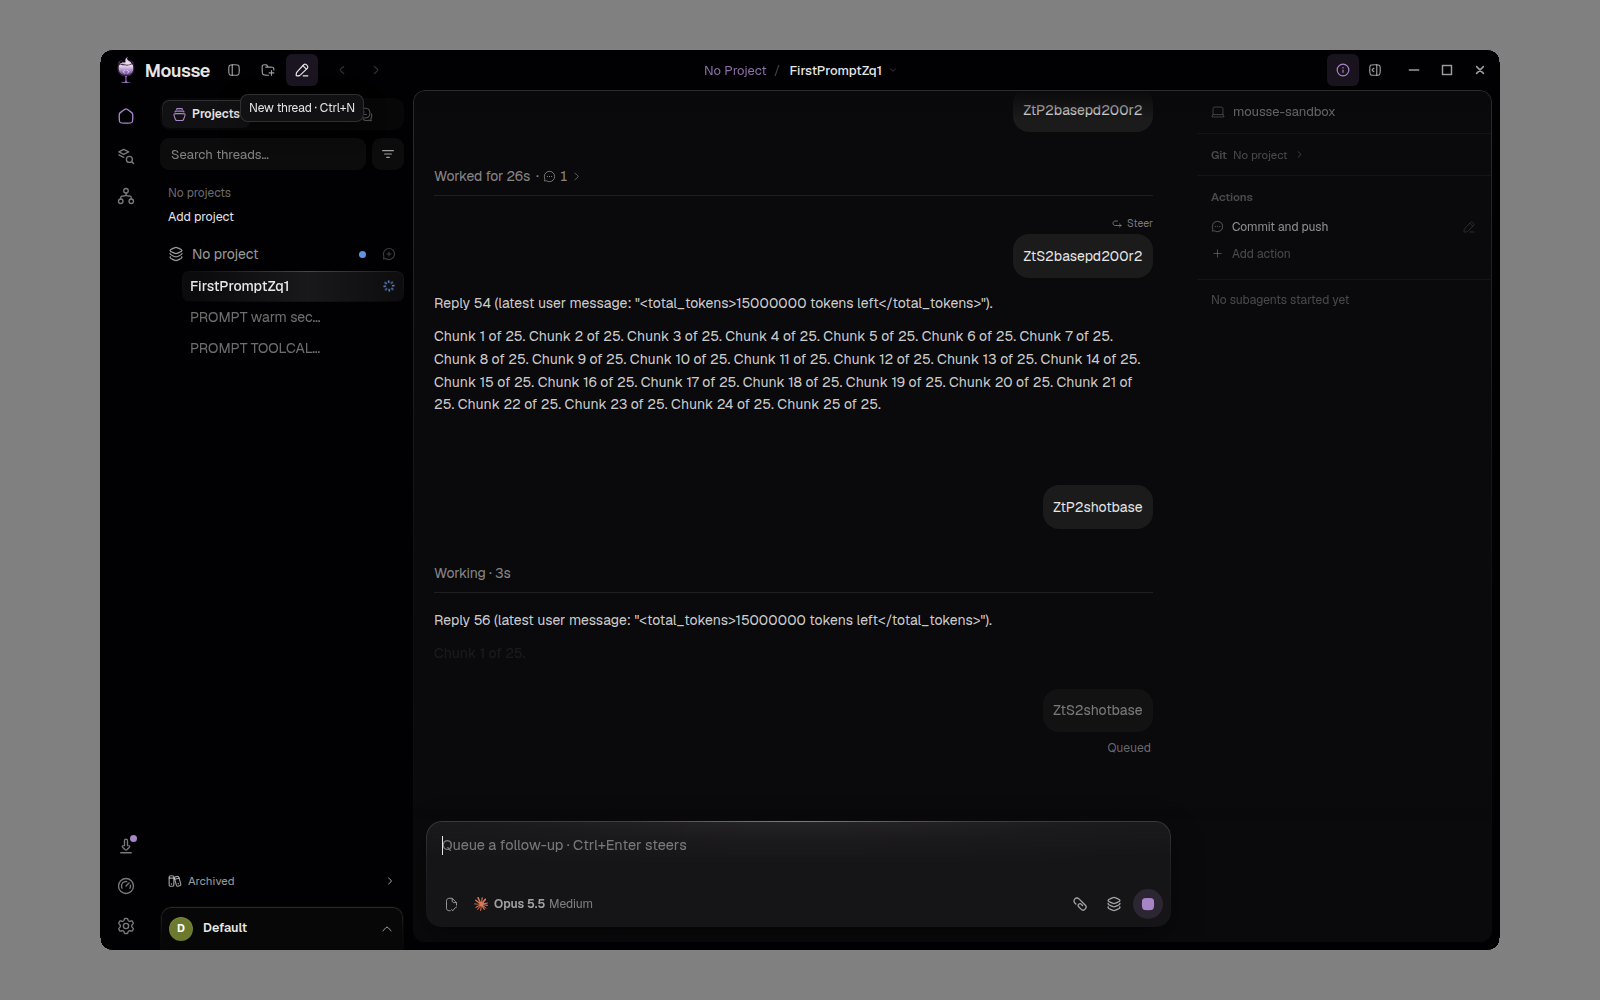 Mousse
No Project / FirstPromptZq1
New thread · Ctrl+N
Projects
Search threads...
No projects
Add project
No project
FirstPromptZq1
PROMPT warm sec...
PROMPT TOOLCAL...
Archived
D Default
ZtP2basepd200r2
Worked for 26s · 1
Steer
ZtS2basepd200r2
Reply 54 (latest user message: "<total_tokens>15000000 tokens left</total_tokens>").
Chunk 1 of 25. Chunk 2 of 25. Chunk 3 of 25. Chunk 4 of 25. Chunk 5 of 25. Chunk 6 of 25. Chunk 7 of 25.
Chunk 8 of 25. Chunk 9 of 25. Chunk 10 of 25. Chunk 11 of 25. Chunk 12 of 25. Chunk 13 of 25. Chunk 14 of 25.
Chunk 15 of 25. Chunk 16 of 25. Chunk 17 of 25. Chunk 18 of 25. Chunk 19 of 25. Chunk 20 of 25. Chunk 21 of
25. Chunk 22 of 25. Chunk 23 of 25. Chunk 24 of 25. Chunk 25 of 25.
ZtP2shotbase
Working · 3s
Reply 56 (latest user message: "<total_tokens>15000000 tokens left</total_tokens>").
Chunk 1 of 25.
ZtS2shotbase
Queued
Queue a follow-up · Ctrl+Enter steers
Opus 5.5 Medium
mousse-sandbox
Git No project
Actions
Commit and push
Add action
No subagents started yet